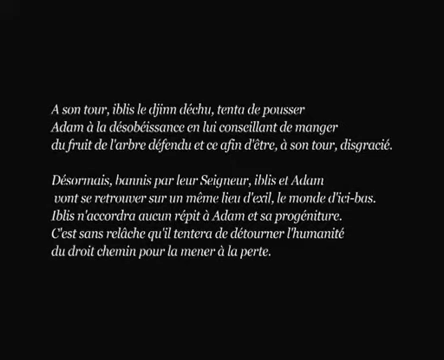 A son tour, iblis le djinn déchu, tenta de pousser
Adam à la désobéissance en lui conseillant de manger
du fruit de l'arbre défendu et ce afin d'être, à son tour, disgracié.
Désormais, bannis par leur Seigneur, iblis et Adam
vont se retrouver sur un même lieu d'exil, le monde d'ici-bas.
Iblis n'accordera aucun répit à Adam et sa progéniture.
C'est sans relâche qu'il tentera de détourner l'humanité
du droit chemin pour la mener à la perte.